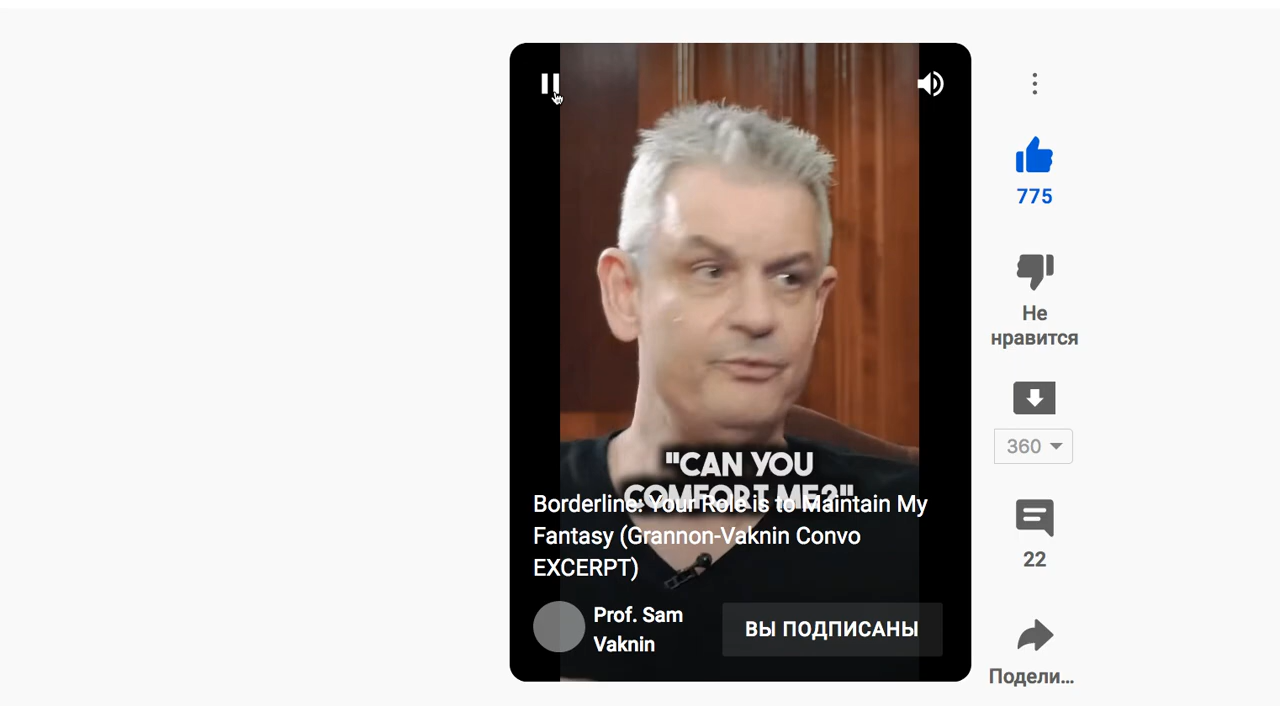 775
Не
нравится
360
22
Подели...
"CAN YOU
COMFORT ME?"
Borderline: Your Role is to Maintain My
Fantasy (Grannon-Vaknin Convo
EXCERPT)
Prof. Sam
Vaknin
ВЫ ПОДПИСАНЫ